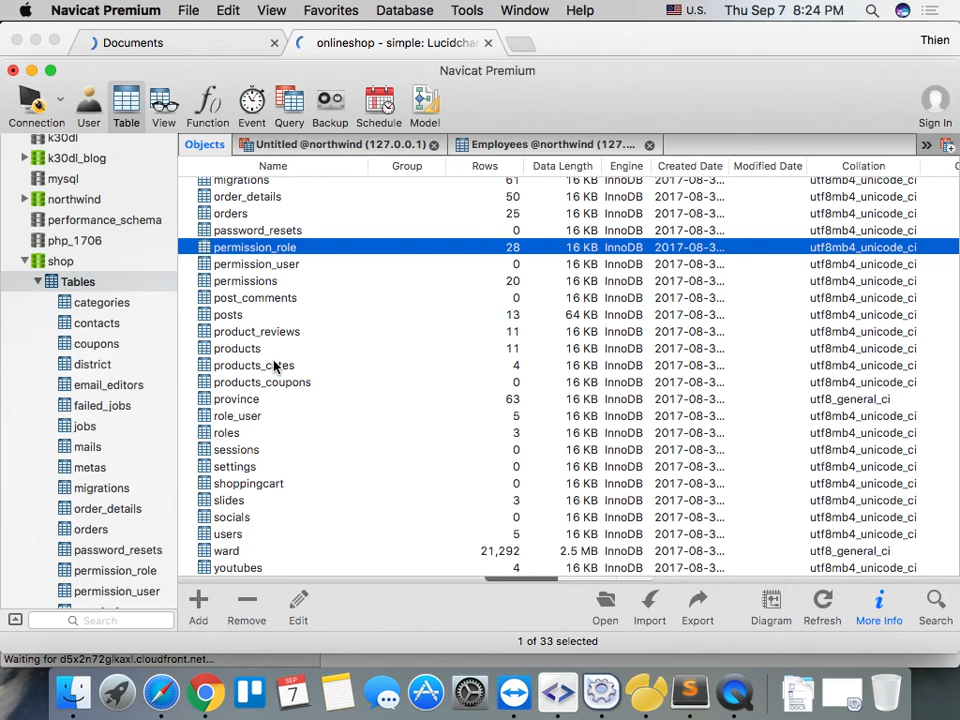 Navicat Premium File Edit View Favorites Database Tools Window Help U.S. Thu Sep 7 8:24 PM
Documents onlineshop - simple: Lucidcha Thien
Navicat Premium
Connection User Table View Function Event Query Backup Schedule Model Sign In
Objects Untitled @northwind (127.0.0.1) Employees @northwind (127....
Name Group Rows Data Length Engine Created Date Modified Date Collation
k30dl
k30dl_blog
mysql
northwind
performance_schema
php_1706
shop
Tables
categories
contacts
coupons
district
email_editors
failed_jobs
jobs
mails
metas
migrations
order_details
orders
password_resets
permission_role
permission_user
Search
migrations 61 16 KB InnoDB 2017-08-3... utf8mb4_unicode_ci
order_details 50 16 KB InnoDB 2017-08-3... utf8mb4_unicode_ci
orders 25 16 KB InnoDB 2017-08-3... utf8mb4_unicode_ci
password_resets 0 16 KB InnoDB 2017-08-3... utf8mb4_unicode_ci
permission_role 28 16 KB InnoDB 2017-08-3... utf8mb4_unicode_ci
permission_user 0 16 KB InnoDB 2017-08-3... utf8mb4_unicode_ci
permissions 20 16 KB InnoDB 2017-08-3... utf8mb4_unicode_ci
post_comments 0 16 KB InnoDB 2017-08-3... utf8mb4_unicode_ci
posts 13 64 KB InnoDB 2017-08-3... utf8mb4_unicode_ci
product_reviews 11 16 KB InnoDB 2017-08-3... utf8mb4_unicode_ci
products 11 16 KB InnoDB 2017-08-3... utf8mb4_unicode_ci
products_cates 4 16 KB InnoDB 2017-08-3... utf8mb4_unicode_ci
products_coupons 0 16 KB InnoDB 2017-08-3... utf8mb4_unicode_ci
province 63 16 KB InnoDB 2017-08-3... utf8_general_ci
role_user 5 16 KB InnoDB 2017-08-3... utf8mb4_unicode_ci
roles 3 16 KB InnoDB 2017-08-3... utf8mb4_unicode_ci
sessions 0 16 KB InnoDB 2017-08-3... utf8mb4_unicode_ci
settings 0 16 KB InnoDB 2017-08-3... utf8mb4_unicode_ci
shoppingcart 0 16 KB InnoDB 2017-08-3... utf8mb4_unicode_ci
slides 3 16 KB InnoDB 2017-08-3... utf8mb4_unicode_ci
socials 0 16 KB InnoDB 2017-08-3... utf8mb4_unicode_ci
users 5 16 KB InnoDB 2017-08-3... utf8mb4_unicode_ci
ward 21,292 2.5 MB InnoDB 2017-08-3... utf8_general_ci
youtubes 4 16 KB InnoDB 2017-08-3... utf8mb4_unicode_ci
Add Remove Edit Open Import Export Diagram Refresh More Info Search
1 of 33 selected
Waiting for d5x2n72glkaxl.cloudfront.net...
SEP
7